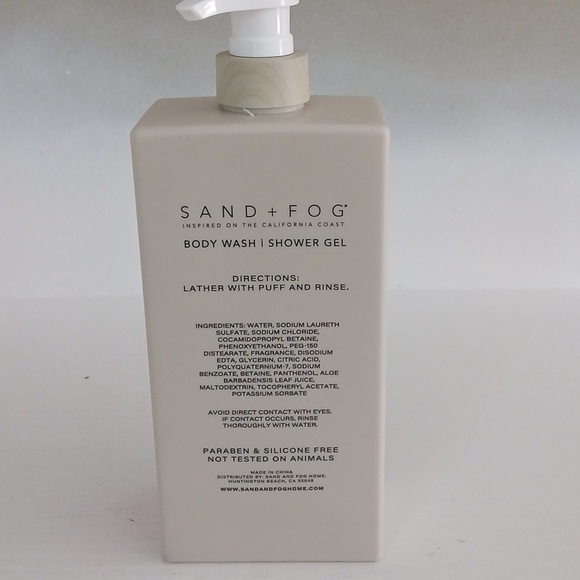 SAND + FOG®
INSPIRED ON THE CALIFORNIA COAST
BODY WASH | SHOWER GEL
DIRECTIONS:
LATHER WITH PUFF AND RINSE.
INGREDIENTS: WATER, SODIUM LAURETH
SULFATE, SODIUM CHLORIDE,
COCAMIDOPROPYL BETAINE,
PHENOXYETHANOL, PEG-150
DISTEARATE, FRAGRANCE, DISODIUM
EDTA, GLYCERIN, CITRIC ACID,
POLYQUATERNIUM-7, SODIUM
BENZOATE, BETAINE, PANTHENOL, ALOE
BARBADENSIS LEAF JUICE,
MALTODEXTRIN, TOCOPHERYL ACETATE,
POTASSIUM SORBATE
AVOID DIRECT CONTACT WITH EYES.
IF CONTACT OCCURS, RINSE
THOROUGHLY WITH WATER.
PARABEN & SILICONE FREE
NOT TESTED ON ANIMALS
MADE IN CHINA
DISTRIBUTED BY: SAND AND FOG HOME,
HUNTINGTON BEACH, CA 92648
WWW.SANDANDFOGHOME.COM